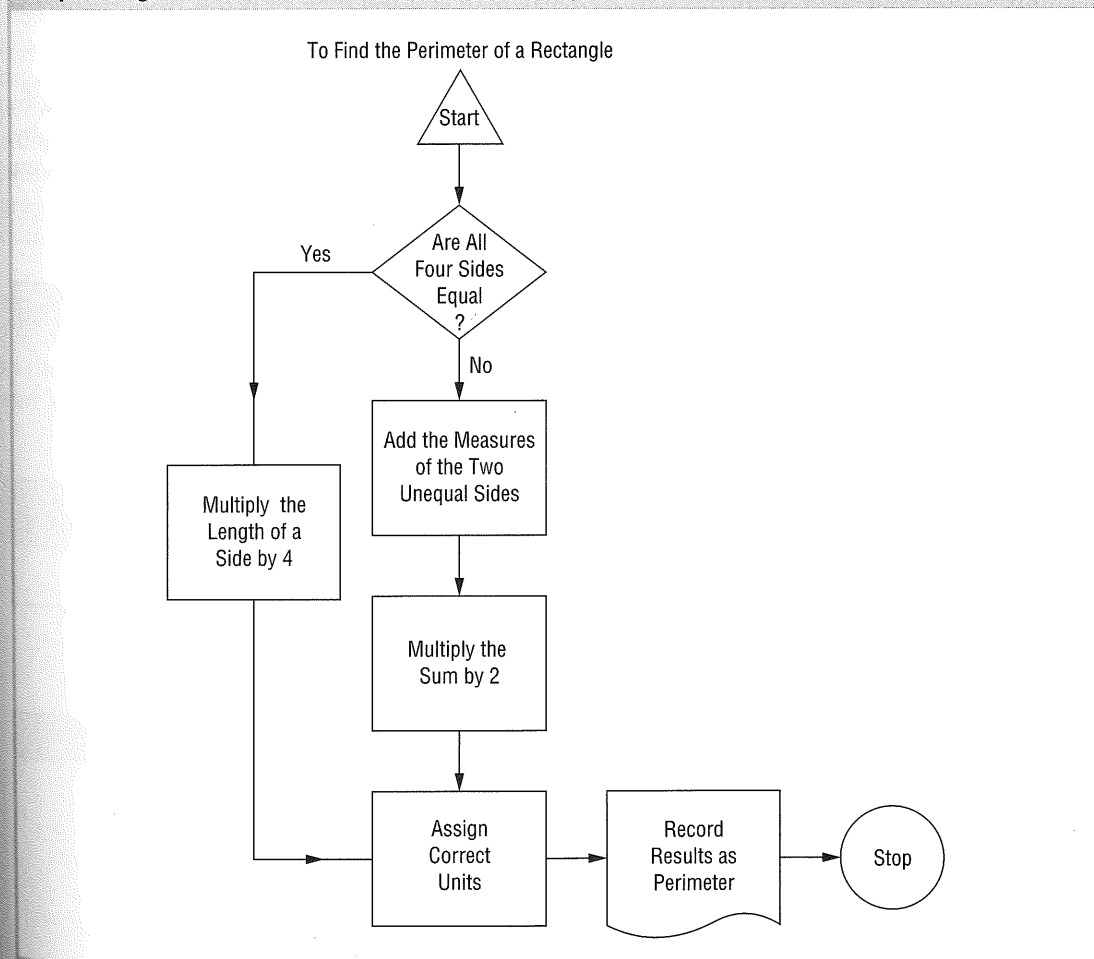 To Find the Perimeter of a Rectangle
Start
Are All
Four Sides
Equal
?
Yes
No
Add the Measures
of the Two
Unequal Sides
Multiply the
Length of a
Side by 4
Multiply the
Sum by 2
Assign
Correct
Units
Record
Results as
Perimeter
Stop